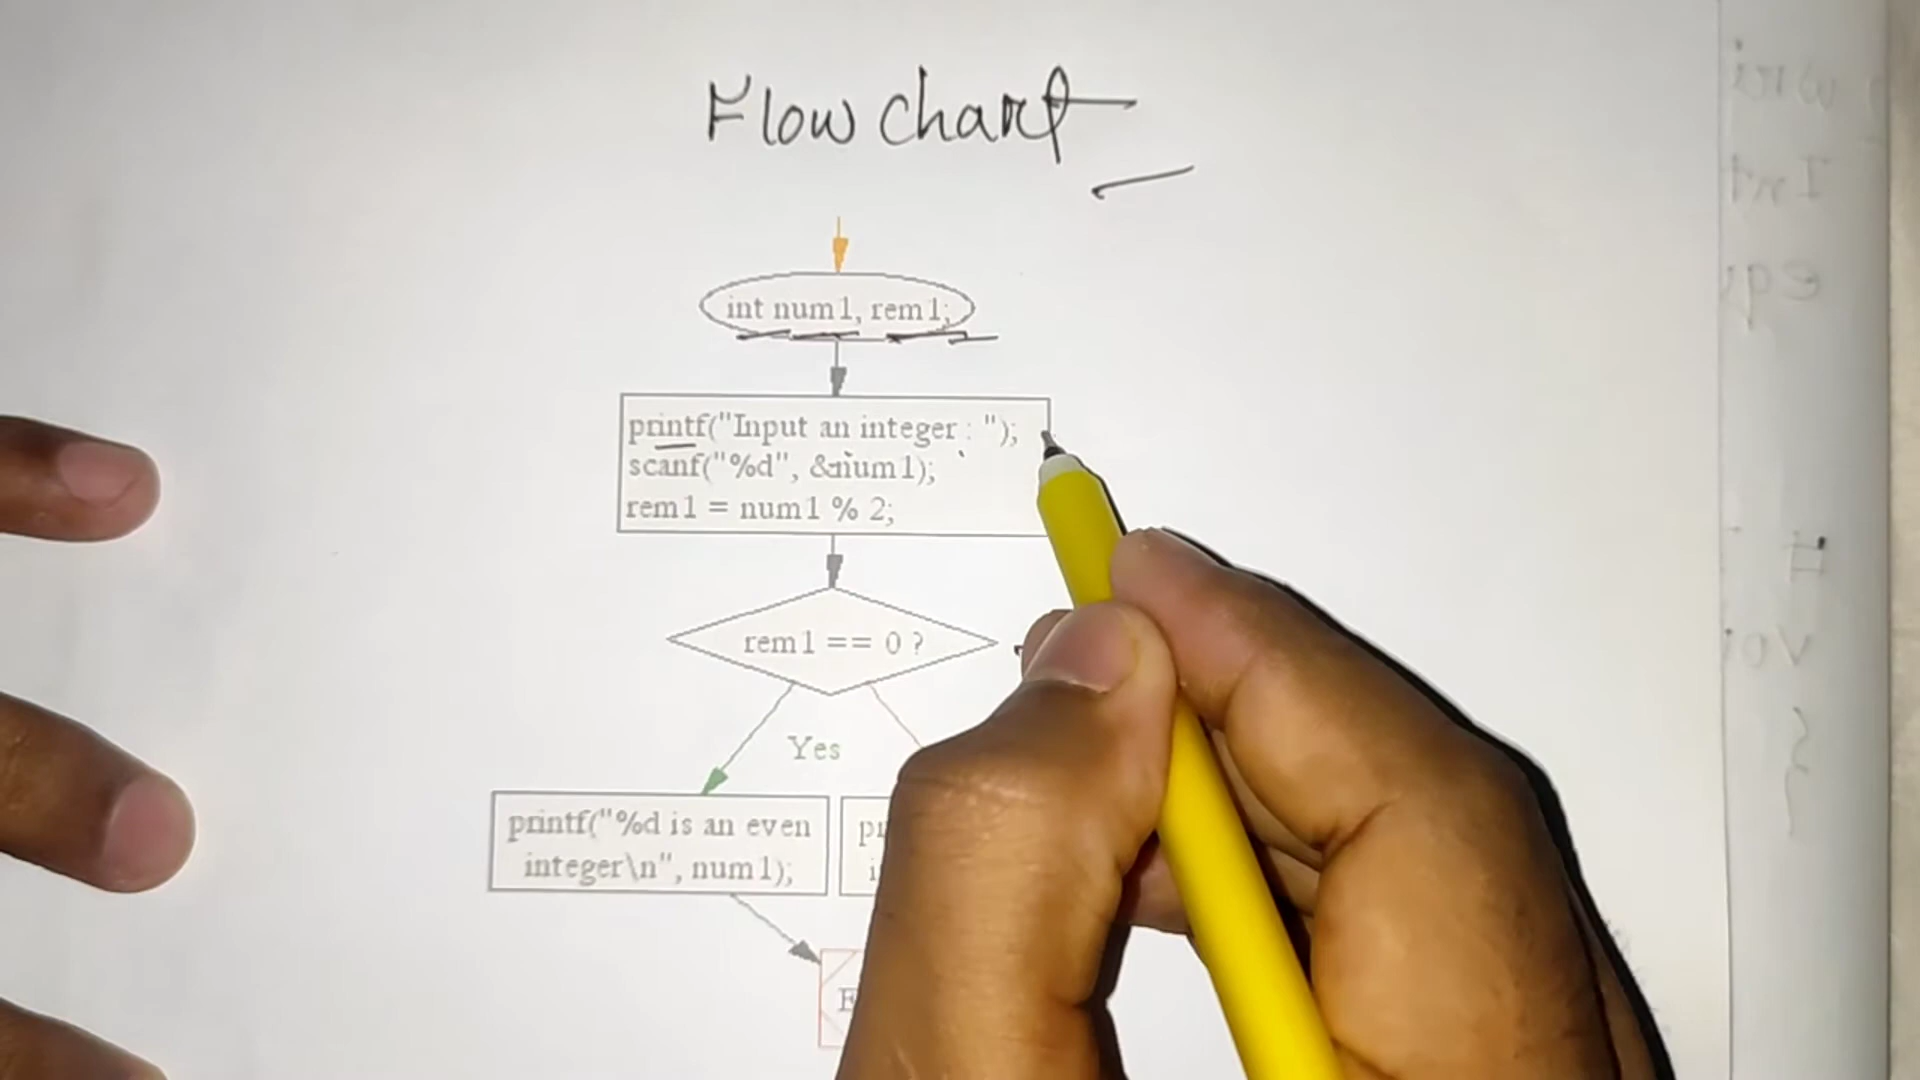 Flow chart
int num1, rem1;
printf("Input an integer : ");
scanf("%d", &num1);
rem1 = num1 % 2;
rem1 == 0 ?
Yes
printf("%d is an even
integer\n", num1);